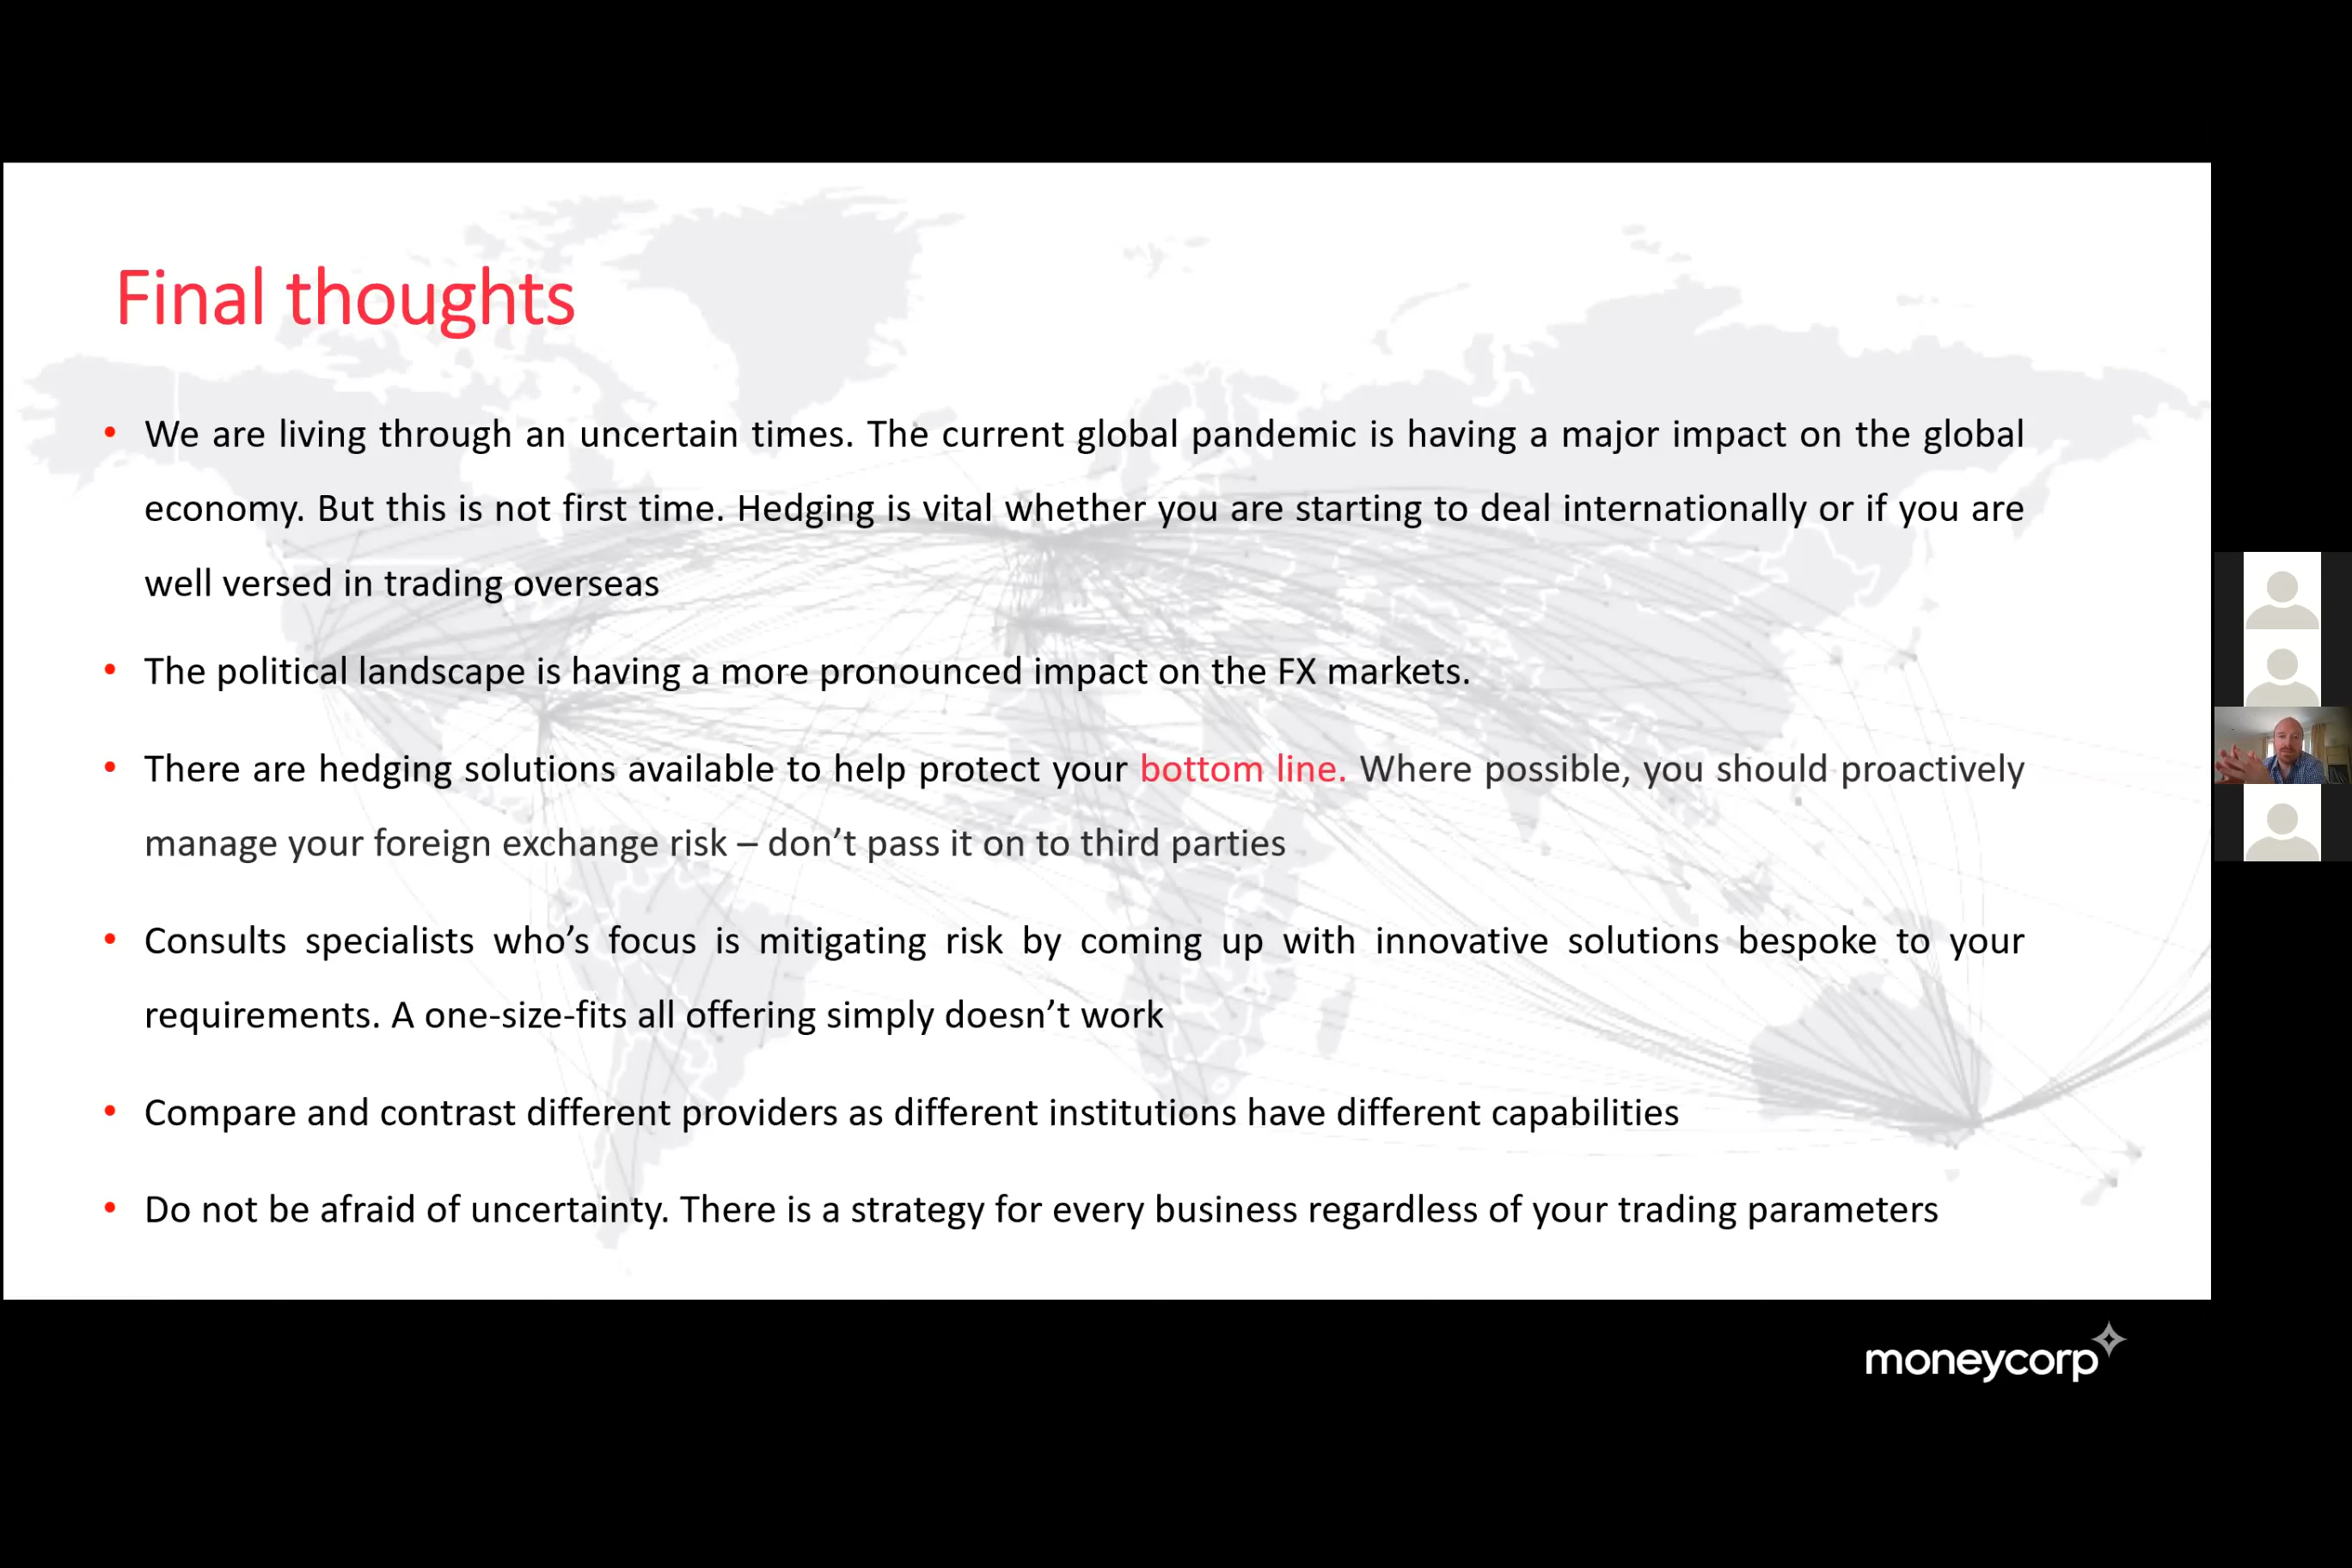 Final thoughts
We are living through an uncertain times. The current global pandemic is having a major impact on the global
economy. But this is not first time. Hedging is vital whether you are starting to deal internationally or if you are
well versed in trading overseas
The political landscape is having a more pronounced impact on the FX markets.
There are hedging solutions available to help protect your bottom line. Where possible, you should proactively
manage your foreign exchange risk – don’t pass it on to third parties
Consults specialists who’s focus is mitigating risk by coming up with innovative solutions bespoke to your
requirements. A one-size-fits all offering simply doesn’t work
Compare and contrast different providers as different institutions have different capabilities
Do not be afraid of uncertainty. There is a strategy for every business regardless of your trading parameters
moneycorp